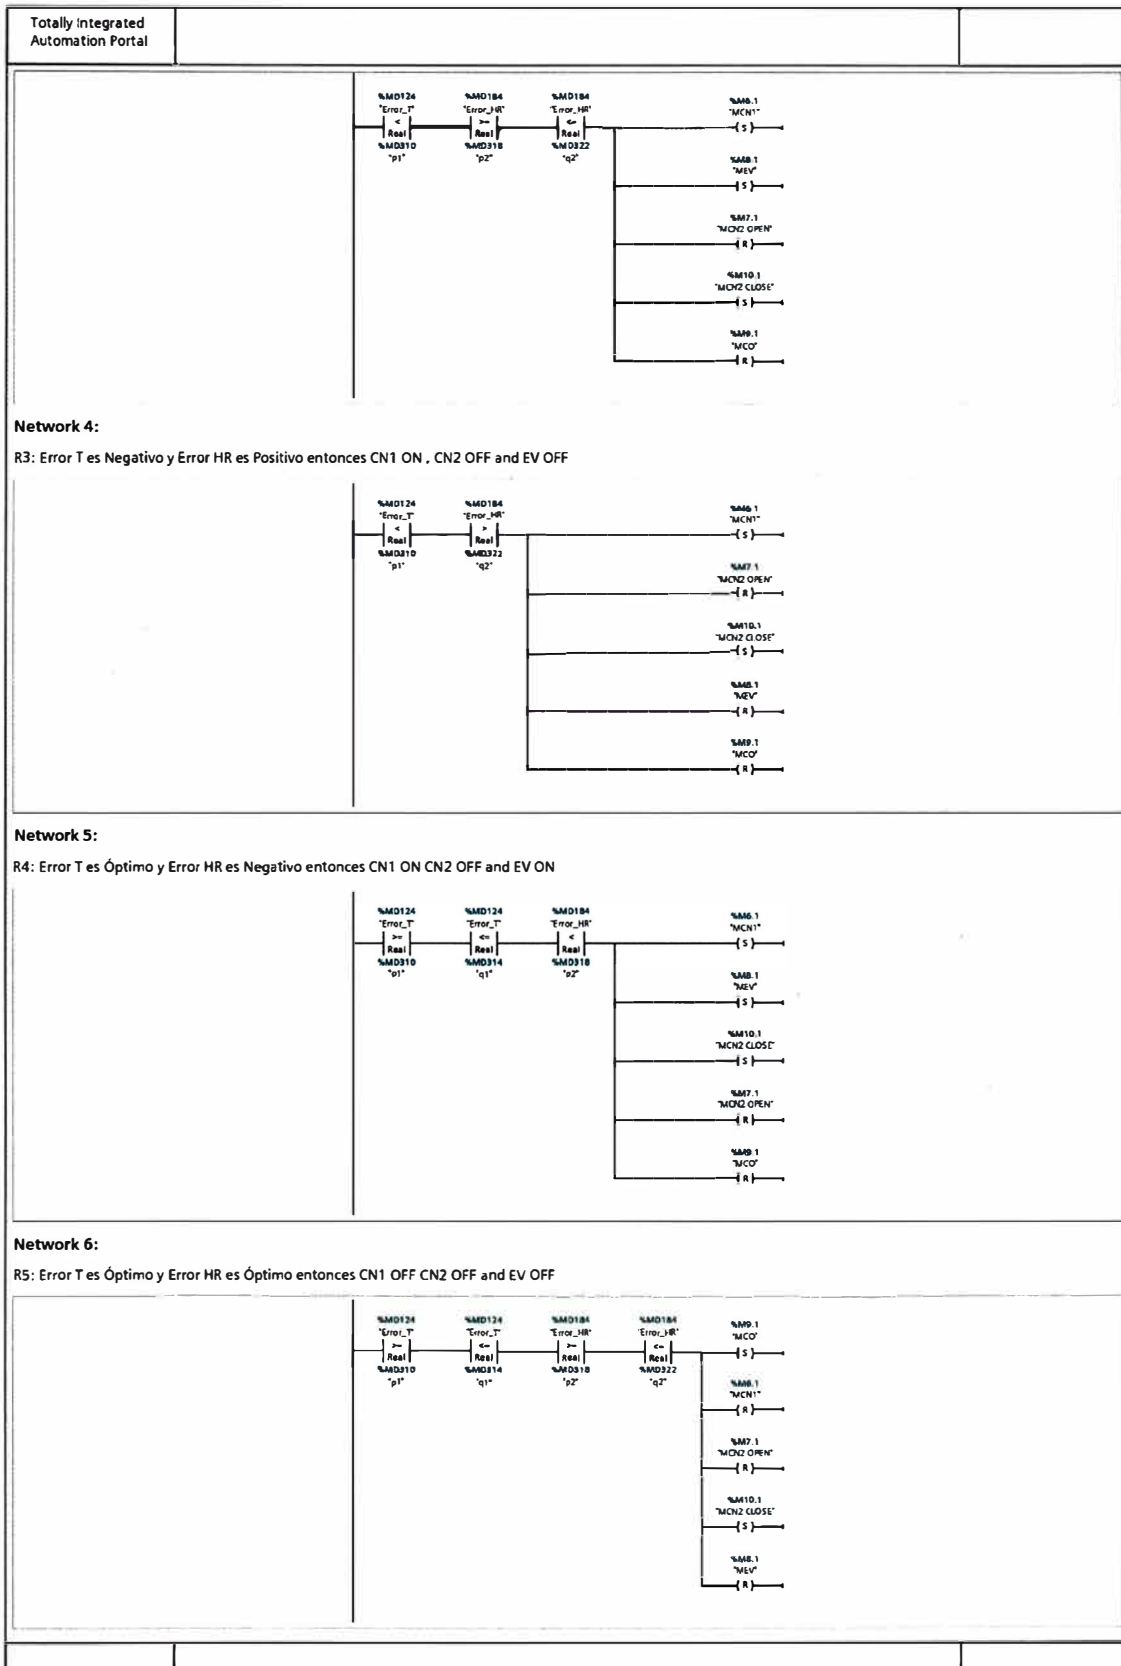 Totally Integrated
Automation Portal
%MD124 %MD184 %MD184
"Error_T" "Error_HR" "Error_HR"
< >= <=
Real Real Real
%MD310 %MD318 %MD322
"p1" "p2" "q2"
%M6.1
"MCN1"
S
%M8.1
"MEV"
S
%M7.1
"MCN2 OPEN"
R
%M10.1
"MCN2 CLOSE"
S
%M9.1
"MCO"
R
Network 4:
R3: Error T es Negativo y Error HR es Positivo entonces CN1 ON , CN2 OFF and EV OFF
%MD124 %MD184
"Error_T" "Error_HR"
< >
Real Real
%MD310 %MD322
"p1" "q2"
%M6.1
"MCN1"
S
%M7.1
"MCN2 OPEN"
R
%M10.1
"MCN2 CLOSE"
S
%M8.1
"MEV"
R
%M9.1
"MCO"
R
Network 5:
R4: Error T es Óptimo y Error HR es Negativo entonces CN1 ON CN2 OFF and EV ON
%MD124 %MD124 %MD184
"Error_T" "Error_T" "Error_HR"
>= <= <
Real Real Real
%MD310 %MD314 %MD318
"p1" "q1" "p2"
%M6.1
"MCN1"
S
%M8.1
"MEV"
S
%M10.1
"MCN2 CLOSE"
S
%M7.1
"MCN2 OPEN"
R
%M9.1
"MCO"
R
Network 6:
R5: Error T es Óptimo y Error HR es Óptimo entonces CN1 OFF CN2 OFF and EV OFF
%MD124 %MD124 %MD184 %MD184
"Error_T" "Error_T" "Error_HR" "Error_HR"
>= <= >= <=
Real Real Real Real
%MD310 %MD314 %MD318 %MD322
"p1" "q1" "p2" "q2"
%M9.1
"MCO"
S
%M6.1
"MCN1"
R
%M7.1
"MCN2 OPEN"
R
%M10.1
"MCN2 CLOSE"
S
%M8.1
"MEV"
R